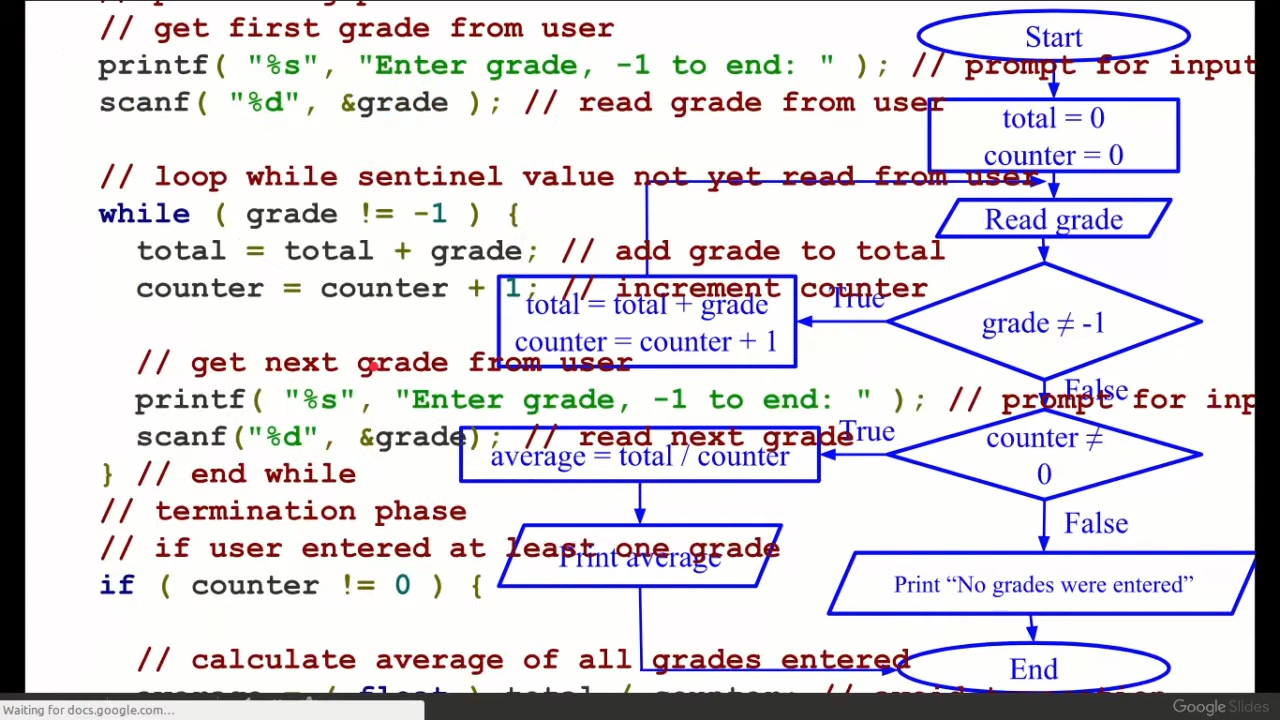 // get first grade from user
printf( "%s", "Enter grade, -1 to end: " ); // prompt for input
scanf( "%d", &grade ); // read grade from user
// loop while sentinel value not yet read from user
while ( grade != -1 ) {
total = total + grade; // add grade to total
counter = counter + 1; // increment counter
// get next grade from user
printf( "%s", "Enter grade, -1 to end: " ); // prompt for inp
scanf("%d", &grade); // read next grade
} // end while
// termination phase
// if user entered at least one grade
if ( counter != 0 ) {
// calculate average of all grades entered
Start
total = 0
counter = 0
Read grade
grade ≠ -1
True
total = total + grade
counter = counter + 1
False
counter ≠
0
True
average = total / counter
Print average
False
Print “No grades were entered”
End
Waiting for docs.google.com…
Google Slides